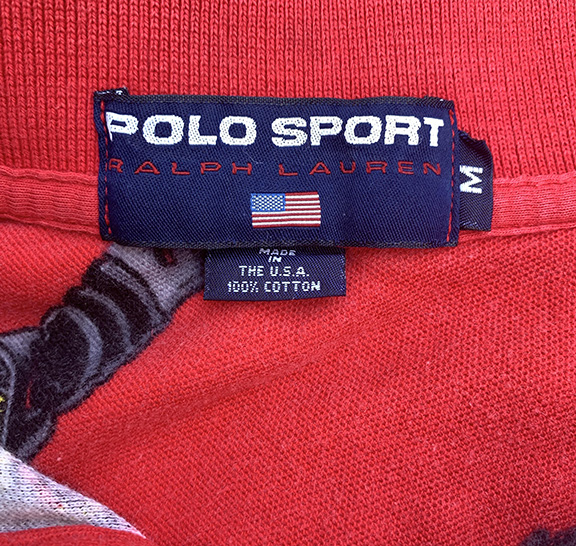 POLO SPORT
RALPH LAUREN
M
MADE
IN
THE U.S.A.
100% COTTON